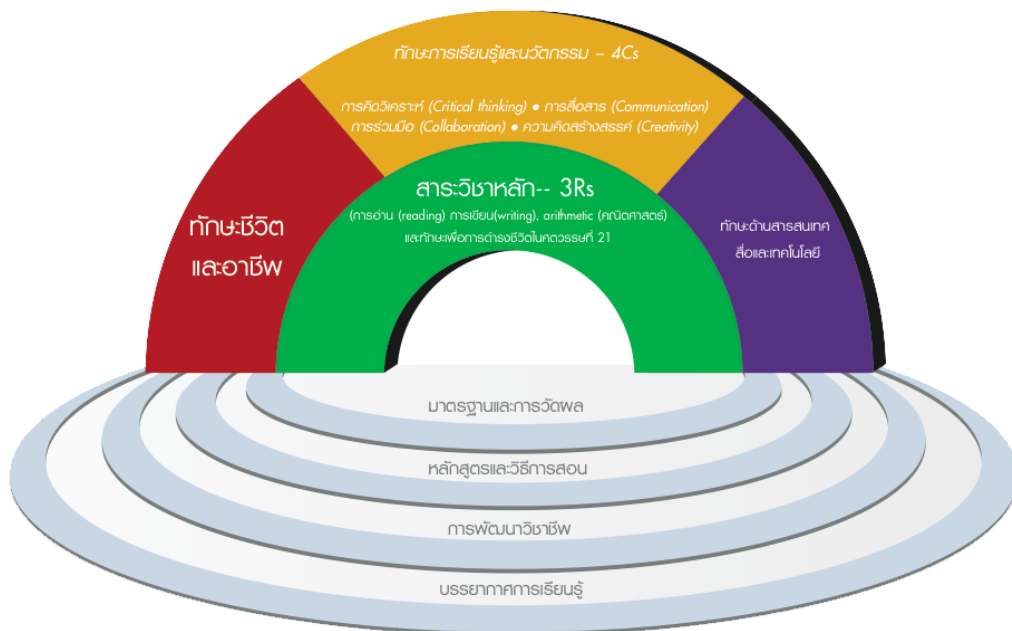 ทักษะการเรียนรู้และนวัตกรรม – 4Cs
การคิดวิเคราะห์ (Critical thinking) ● การสื่อสาร (Communication)
การร่วมมือ (Collaboration) ● ความคิดสร้างสรรค์ (Creativity)
สาระวิชาหลัก-- 3Rs
(การอ่าน (reading) การเขียน(writing), arithmetic (คณิตศาสตร์)
และทักษะเพื่อการดำรงชีวิตในศตวรรษที่ 21
ทักษะชีวิต
และอาชีพ
ทักษะด้านสารสนเทศ
สื่อและเทคโนโลยี
มาตรฐานและการวัดผล
หลักสูตรและวิธีการสอน
การพัฒนาวิชาชีพ
บรรยากาศการเรียนรู้